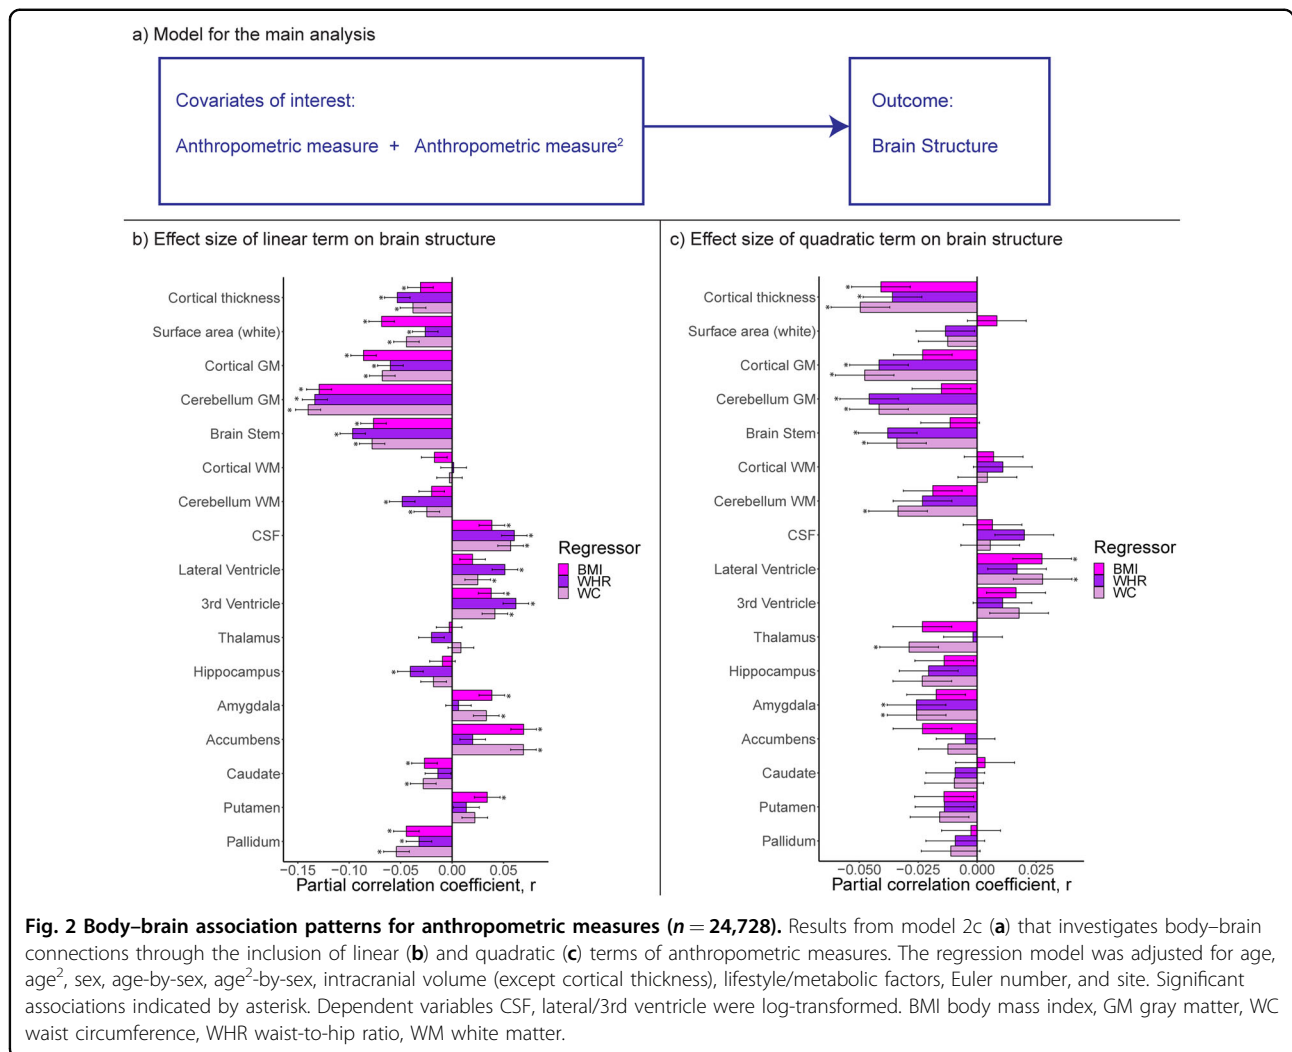 a) Model for the main analysis
Covariates of interest:
Anthropometric measure + Anthropometric measure²
Outcome:
Brain Structure
b) Effect size of linear term on brain structure
Cortical thickness
Surface area (white)
Cortical GM
Cerebellum GM
Brain Stem
Cortical WM
Cerebellum WM
CSF
Lateral Ventricle
3rd Ventricle
Thalamus
Hippocampus
Amygdala
Accumbens
Caudate
Putamen
Pallidum
* * * * * * * * * * * * * * * * * * * * * * * * * * * * * * * * * * *
Regressor
BMI
WHR
WC
−0.15 −0.10 −0.05 0.00 0.05
Partial correlation coefficient, r
c) Effect size of quadratic term on brain structure
Cortical thickness
Surface area (white)
Cortical GM
Cerebellum GM
Brain Stem
Cortical WM
Cerebellum WM
CSF
Lateral Ventricle
3rd Ventricle
Thalamus
Hippocampus
Amygdala
Accumbens
Caudate
Putamen
Pallidum
* * * * * * * * * * * * * * *
Regressor
BMI
WHR
WC
−0.050 −0.025 0.000 0.025
Partial correlation coefficient, r
Fig. 2 Body–brain association patterns for anthropometric measures (n = 24,728). Results from model 2c (a) that investigates body–brain
connections through the inclusion of linear (b) and quadratic (c) terms of anthropometric measures. The regression model was adjusted for age,
age², sex, age-by-sex, age²-by-sex, intracranial volume (except cortical thickness), lifestyle/metabolic factors, Euler number, and site. Significant
associations indicated by asterisk. Dependent variables CSF, lateral/3rd ventricle were log-transformed. BMI body mass index, GM gray matter, WC
waist circumference, WHR waist-to-hip ratio, WM white matter.